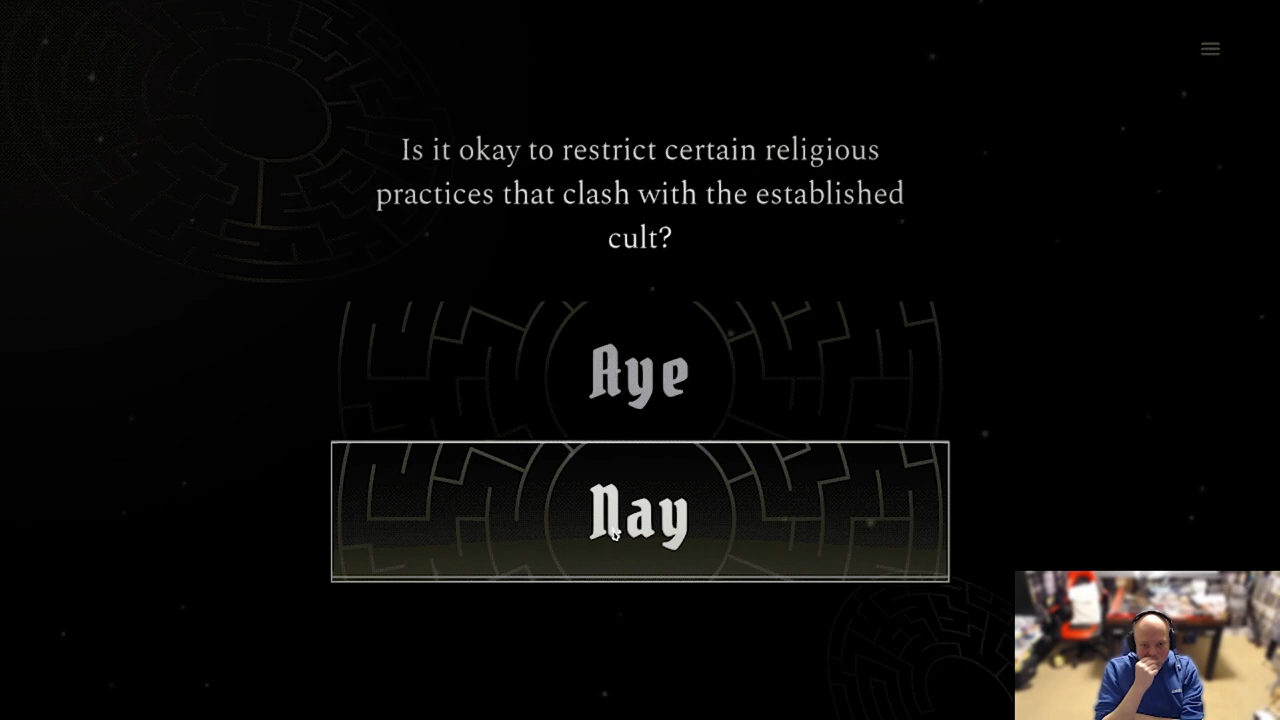 Is it okay to restrict certain religious
practices that clash with the established
cult?
Aye
Nay